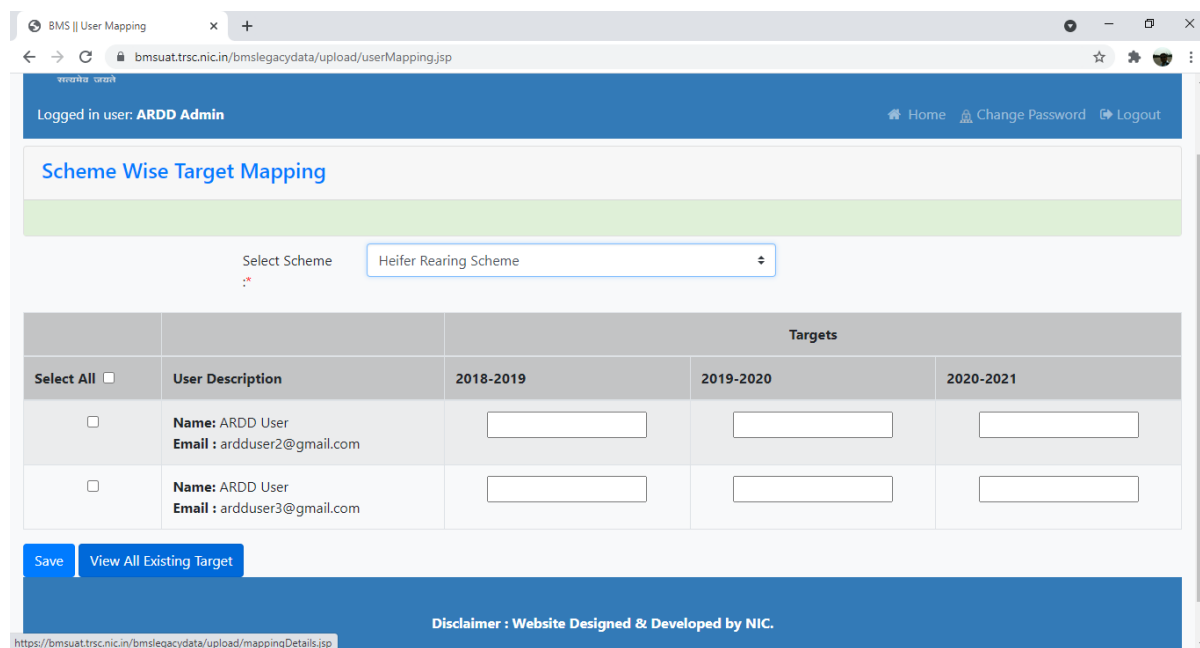 BMS || User Mapping
bmsuat.trsc.nic.in/bmslegacydata/upload/userMapping.jsp
सत्यमेव जयते
Logged in user: ARDD Admin Home Change Password Logout
Scheme Wise Target Mapping
Select Scheme Heifer Rearing Scheme
:*
Targets
Select All User Description 2018-2019 2019-2020 2020-2021
Name: ARDD User
Email : ardduser2@gmail.com
Name: ARDD User
Email : ardduser3@gmail.com
Save View All Existing Target
Disclaimer : Website Designed & Developed by NIC.
https://bmsuat.trsc.nic.in/bmslegacydata/upload/mappingDetails.jsp